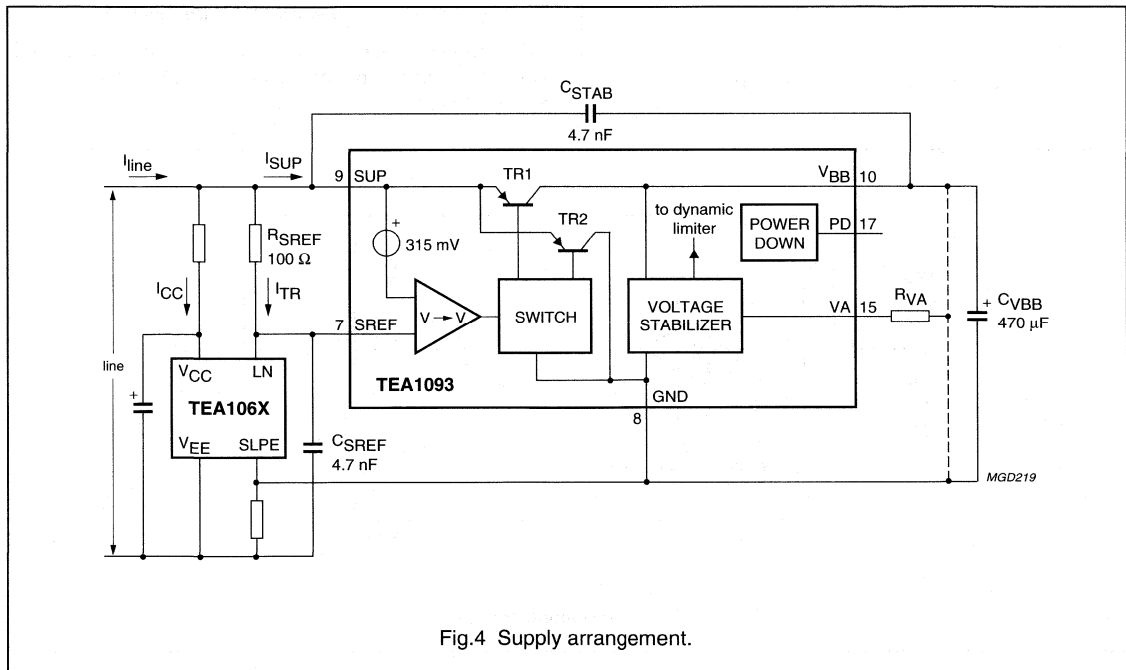 C_STAB
4.7 nF
I_line
I_SUP
9 SUP
TR1
V_BB 10
TR2
to dynamic
limiter
POWER
DOWN
PD 17
R_SREF
100 Ω
+
315 mV
I_CC
I_TR
7 SREF
V → V
SWITCH
VOLTAGE
STABILIZER
VA 15
R_VA
+ C_VBB
470 µF
line
+
V_CC LN
TEA106X
V_EE SLPE
TEA1093
GND
8
C_SREF
4.7 nF
MGD219
Fig.4 Supply arrangement.